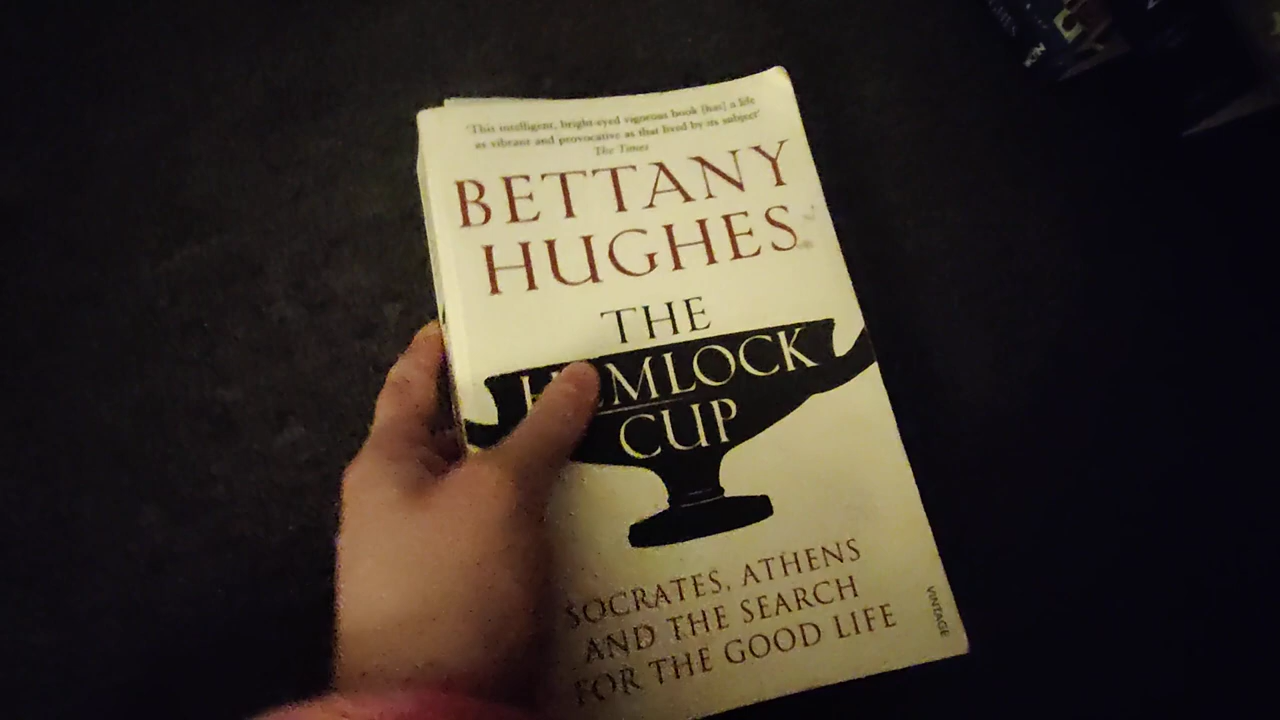 'This intelligent, bright-eyed vigorous book [has] a life
as vibrant and provocative as that lived by its subject'
The Times
BETTANY
HUGHES
THE
HEMLOCK
CUP
SOCRATES, ATHENS
AND THE SEARCH
FOR THE GOOD LIFE
VINTAGE